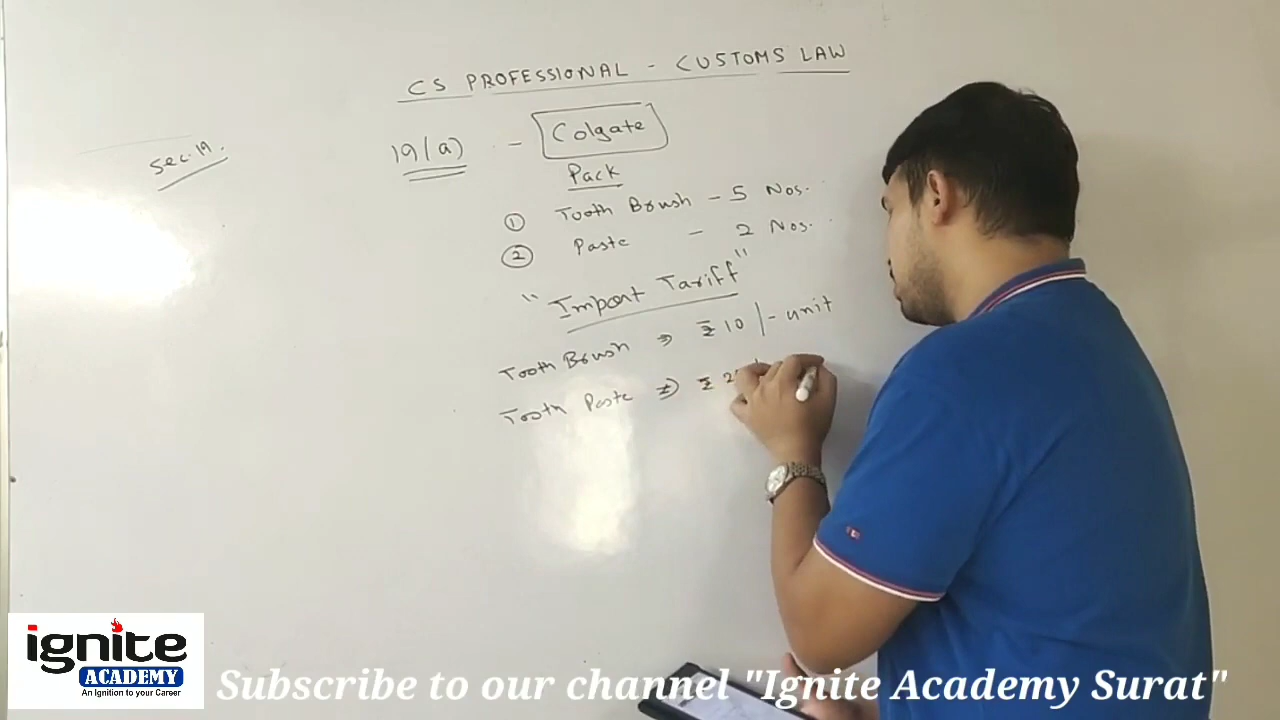 CS PROFESSIONAL - CUSTOMS LAW
Sec. 19.
19(a) - Colgate
Pack
① Tooth Brush - 5 Nos.
② Paste - 2 Nos.
"Import Tariff"
Tooth Brush ⇒ ₹ 10/- unit
Tooth Paste ⇒ ₹
ignite
ACADEMY
An Ignition to your Career
Subscribe to our channel "Ignite Academy Surat"